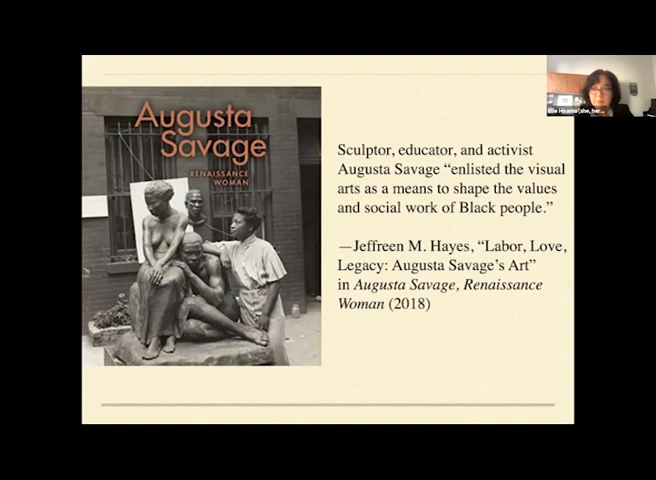 Augusta
Savage
RENAISSANCE
WOMAN
Sculptor, educator, and activist
Augusta Savage “enlisted the visual
arts as a means to shape the values
and social work of Black people.”
—Jeffreen M. Hayes, “Labor, Love,
Legacy: Augusta Savage’s Art”
in Augusta Savage, Renaissance
Woman (2018)
(she, her...